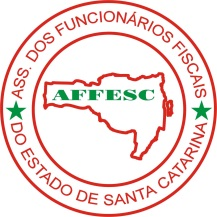 ASS. DOS FUNCIONÁRIOS FISCAIS
AFFESC
DO ESTADO DE SANTA CATARINA